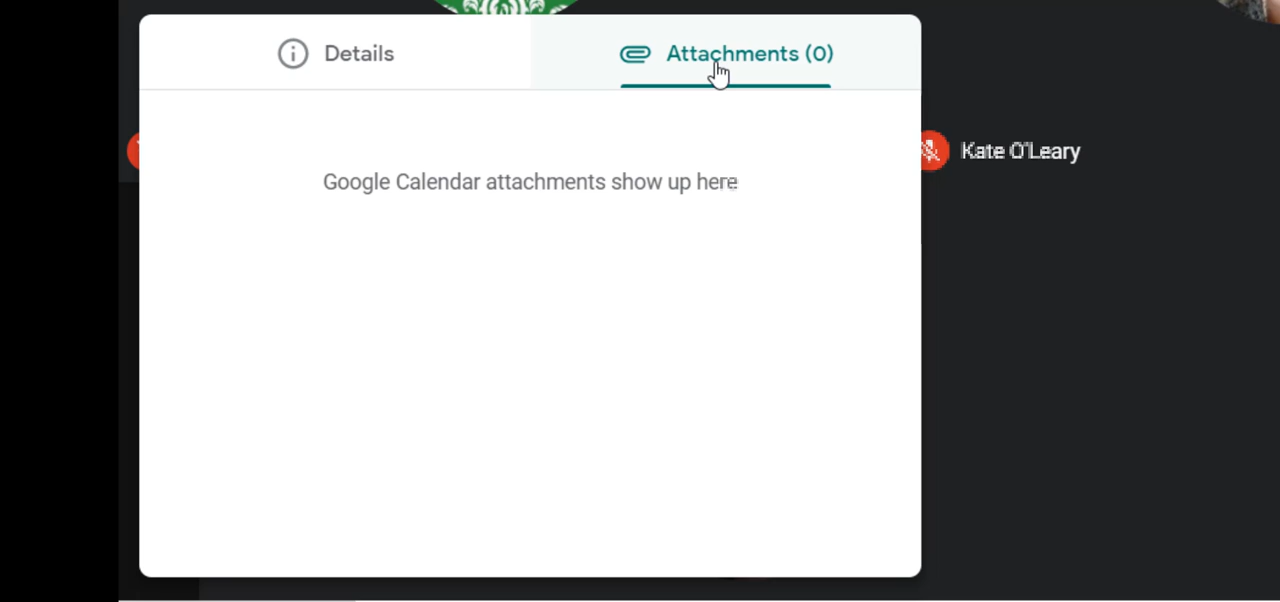 Details
Attachments (0)
Google Calendar attachments show up here
Kate O'Leary